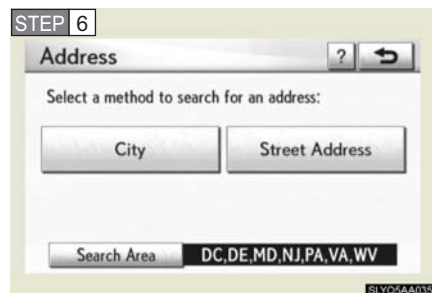 STEP 6
Address ?
Select a method to search for an address:
City Street Address
Search Area DC,DE,MD,NJ,PA,VA,WV
SLYO5AA035